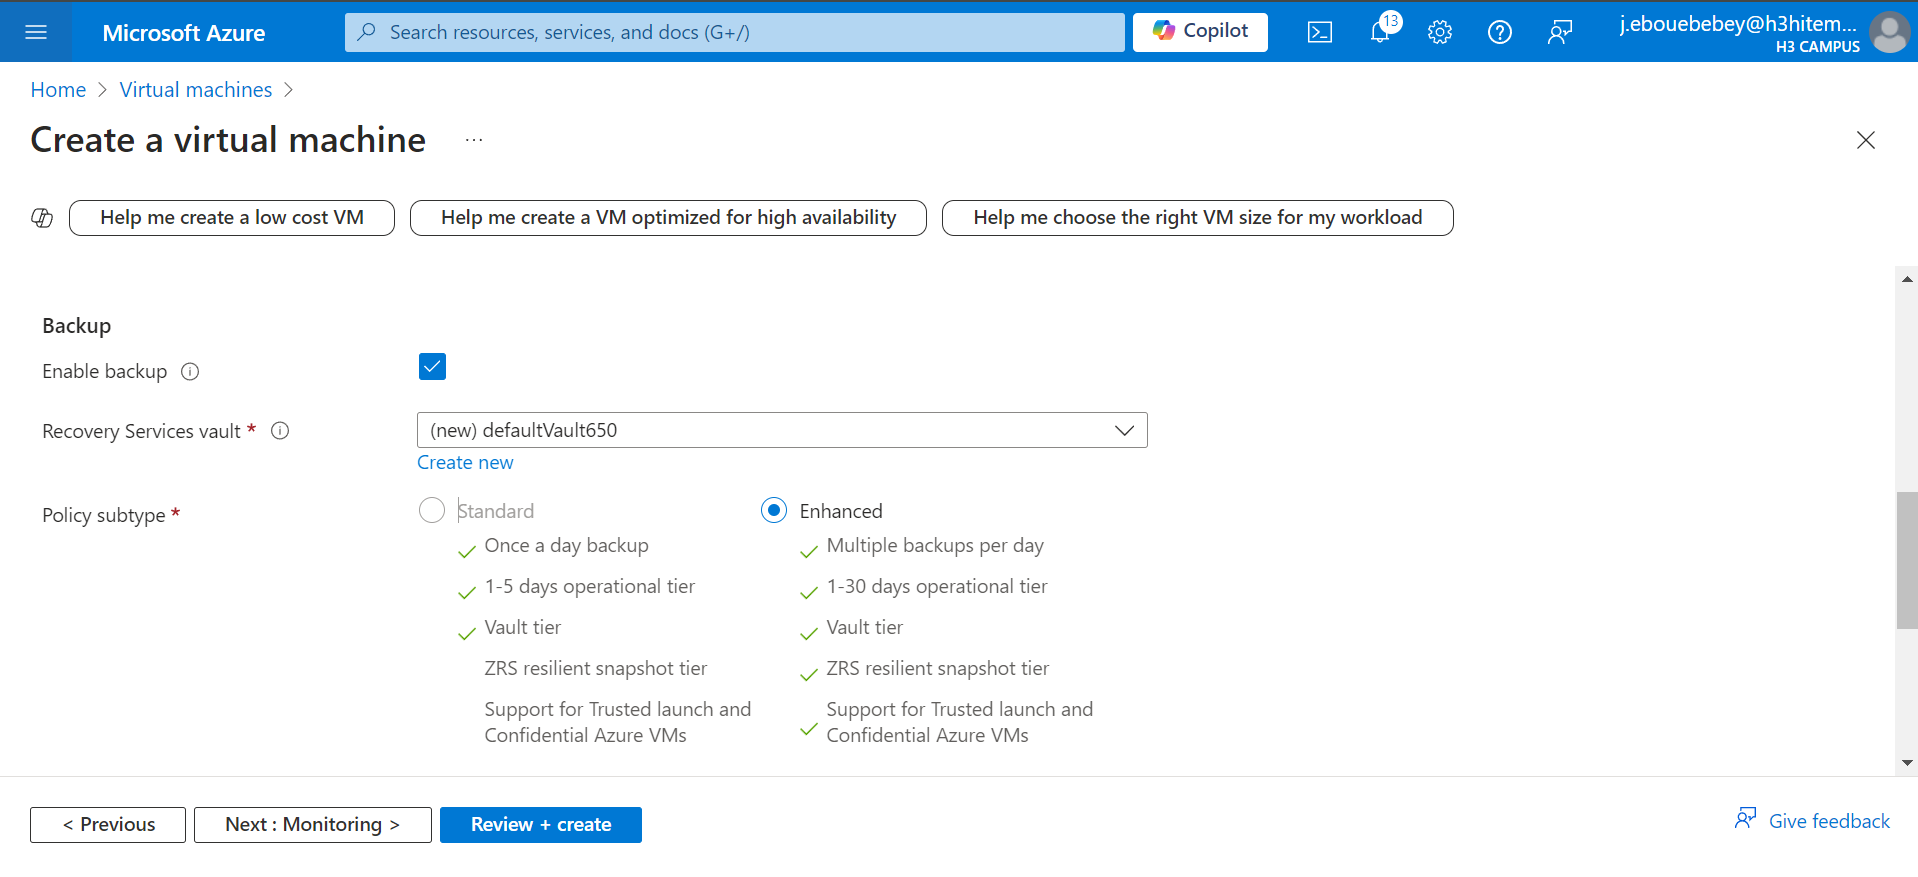 Microsoft Azure
Search resources, services, and docs (G+/)
Copilot
13
j.ebouebebey@h3hitem...
H3 CAMPUS
Home > Virtual machines >
Create a virtual machine ...
Help me create a low cost VM
Help me create a VM optimized for high availability
Help me choose the right VM size for my workload
Backup
Enable backup
Recovery Services vault *
(new) defaultVault650
Create new
Policy subtype *
Standard
Once a day backup
1-5 days operational tier
Vault tier
ZRS resilient snapshot tier
Support for Trusted launch and
Confidential Azure VMs
Enhanced
Multiple backups per day
1-30 days operational tier
Vault tier
ZRS resilient snapshot tier
Support for Trusted launch and
Confidential Azure VMs
< Previous
Next : Monitoring >
Review + create
Give feedback